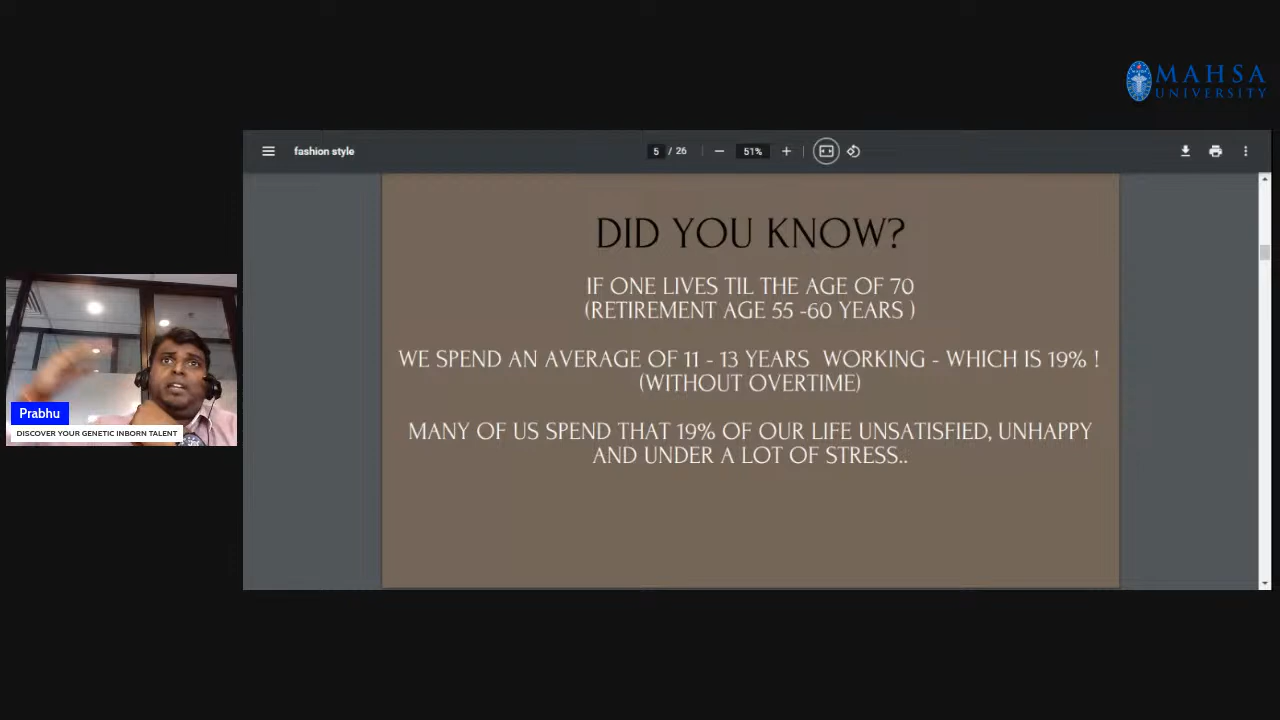 MAHSA
UNIVERSITY
fashion style
5 / 26
51%
DID YOU KNOW?
IF ONE LIVES TIL THE AGE OF 70
(RETIREMENT AGE 55 -60 YEARS )
WE SPEND AN AVERAGE OF 11 - 13 YEARS WORKING - WHICH IS 19% !
(WITHOUT OVERTIME)
MANY OF US SPEND THAT 19% OF OUR LIFE UNSATISFIED, UNHAPPY
AND UNDER A LOT OF STRESS..
Prabhu
DISCOVER YOUR GENETIC INBORN TALENT